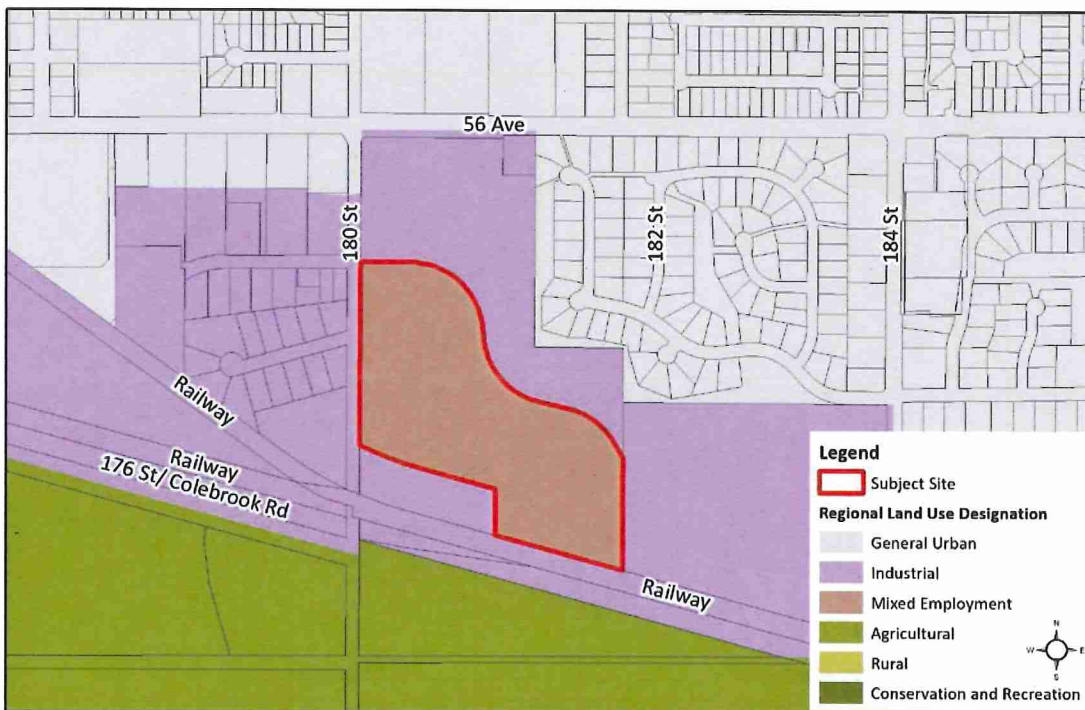 56 Ave
180 St
182 St
184 St
Railway
Railway
176 St/ Colebrook Rd
Railway
Legend
Subject Site
Regional Land Use Designation
General Urban
Industrial
Mixed Employment
Agricultural
Rural
Conservation and Recreation
N
W
E
S